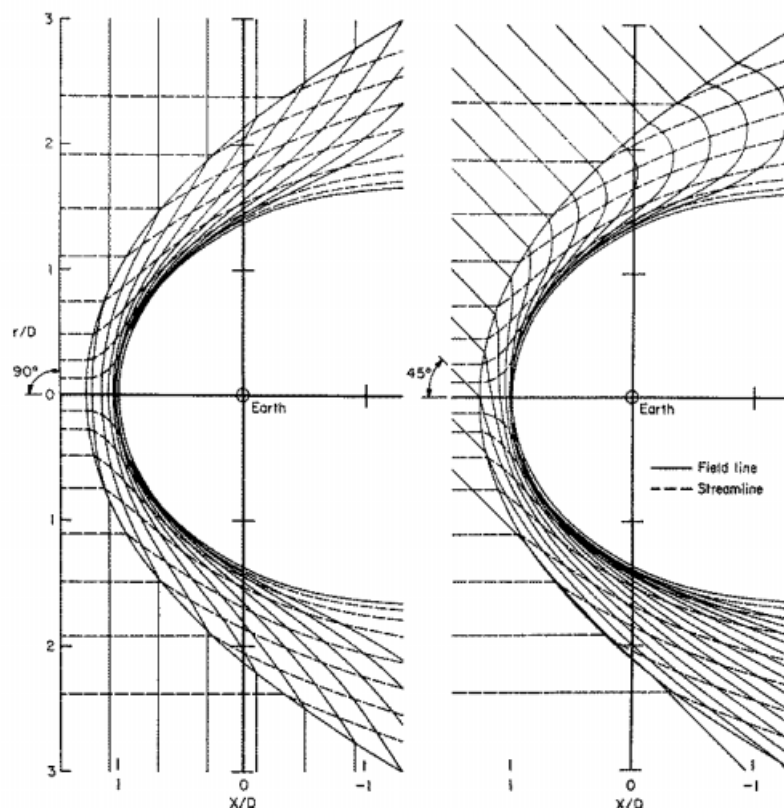 3
2
1
r/D
90°
0
Earth
1
2
3
1
0
-1
X/D
45°
Earth
Field line
Streamline
1
0
-1
X/D